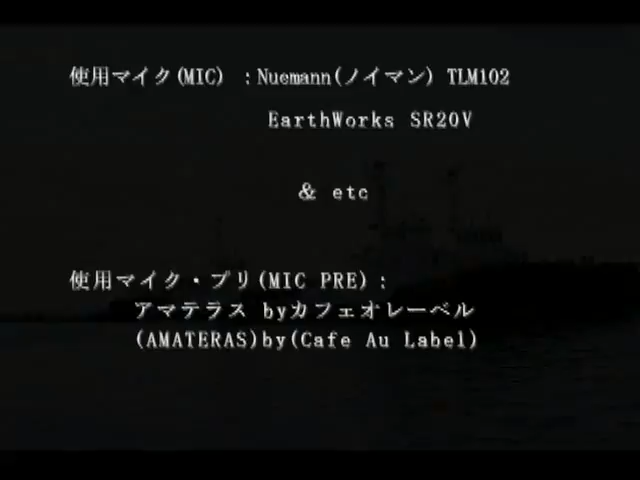 使用マイク(MIC) :Nuemann(ノイマン) TLM102
EarthWorks SR20V
& etc
使用マイク・プリ(MIC PRE):
アマテラス byカフェオレーベル
(AMATERAS)by(Cafe Au Label)